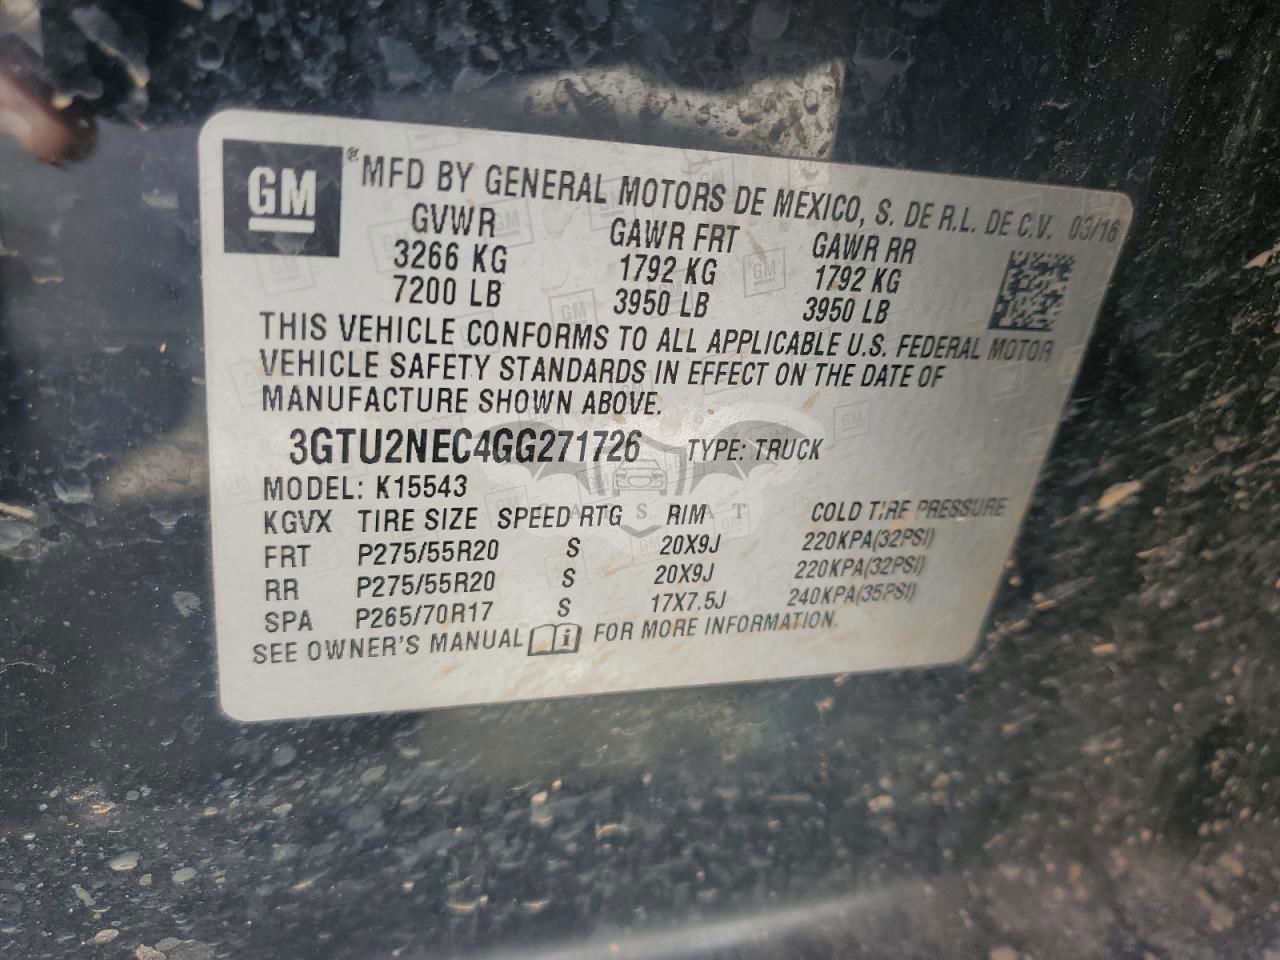 GM® MFD BY GENERAL MOTORS DE MEXICO, S. DE R.L. DE C.V. 03/16
GVWR GAWR FRT GAWR RR
3266 KG 1792 KG 1792 KG
7200 LB 3950 LB 3950 LB
THIS VEHICLE CONFORMS TO ALL APPLICABLE U.S. FEDERAL MOTOR
VEHICLE SAFETY STANDARDS IN EFFECT ON THE DATE OF
MANUFACTURE SHOWN ABOVE.
3GTU2NEC4GG271726 TYPE: TRUCK
MODEL: K15543
KGVX TIRE SIZE SPEED RTG RIM COLD TIRE PRESSURE
FRT P275/55R20 S 20X9J 220KPA(32PSI)
RR P275/55R20 S 20X9J 220KPA(32PSI)
SPA P265/70R17 S 17X7.5J 240KPA(35PSI)
SEE OWNER'S MANUAL FOR MORE INFORMATION.